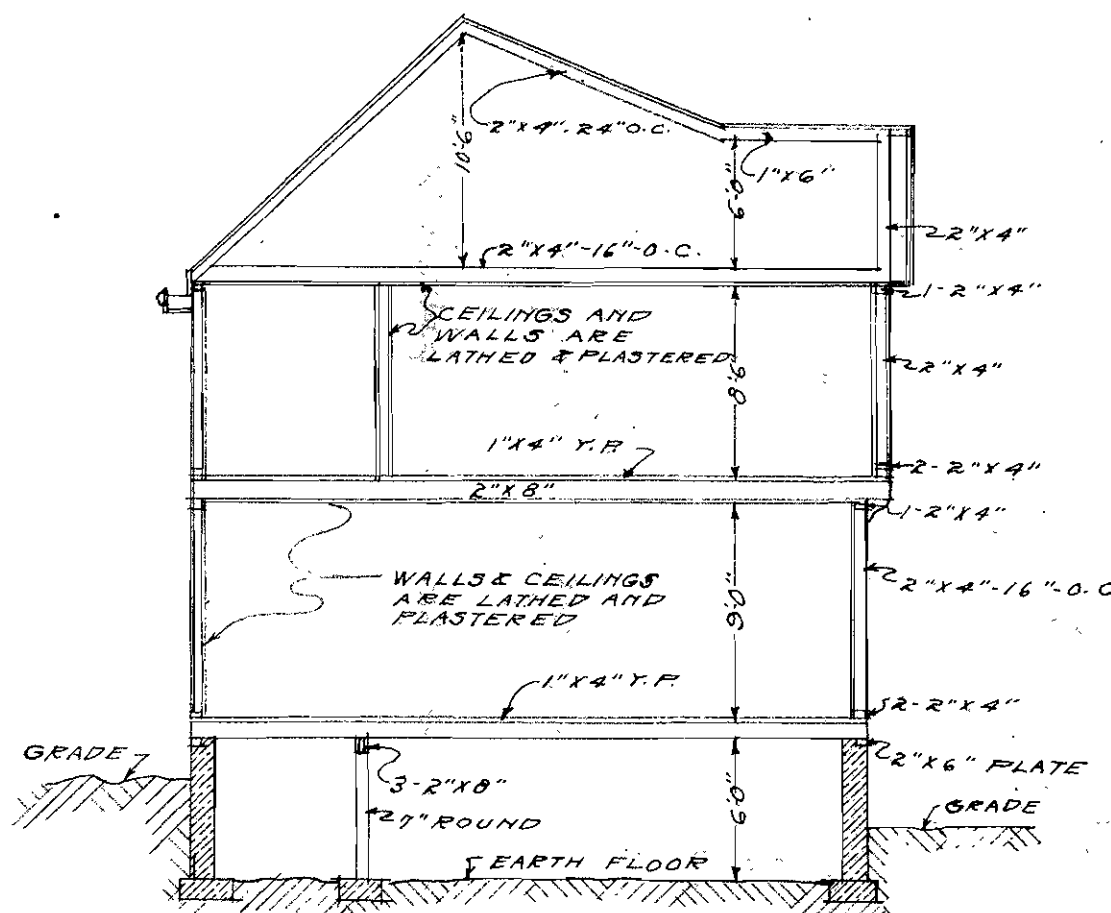 2"X4"-24" O.C.
10'-6"
1"X6"
6'-0"
2"X4"
2"X4"-16"-O.C.
1-2"X4"
CEILINGS AND
WALLS ARE
LATHED & PLASTERED
8'-6"
2"X4"
1"X4" Y.P.
2-2"X4"
2"X8"
1-2"X4"
WALLS & CEILINGS
ARE LATHED AND
PLASTERED
9'-0"
2"X4"-16"-O.C
1"X4" Y.P.
2-2"X4"
GRADE
2"X6" PLATE
3-2"X8"
7" ROUND
6'-0"
GRADE
EARTH FLOOR